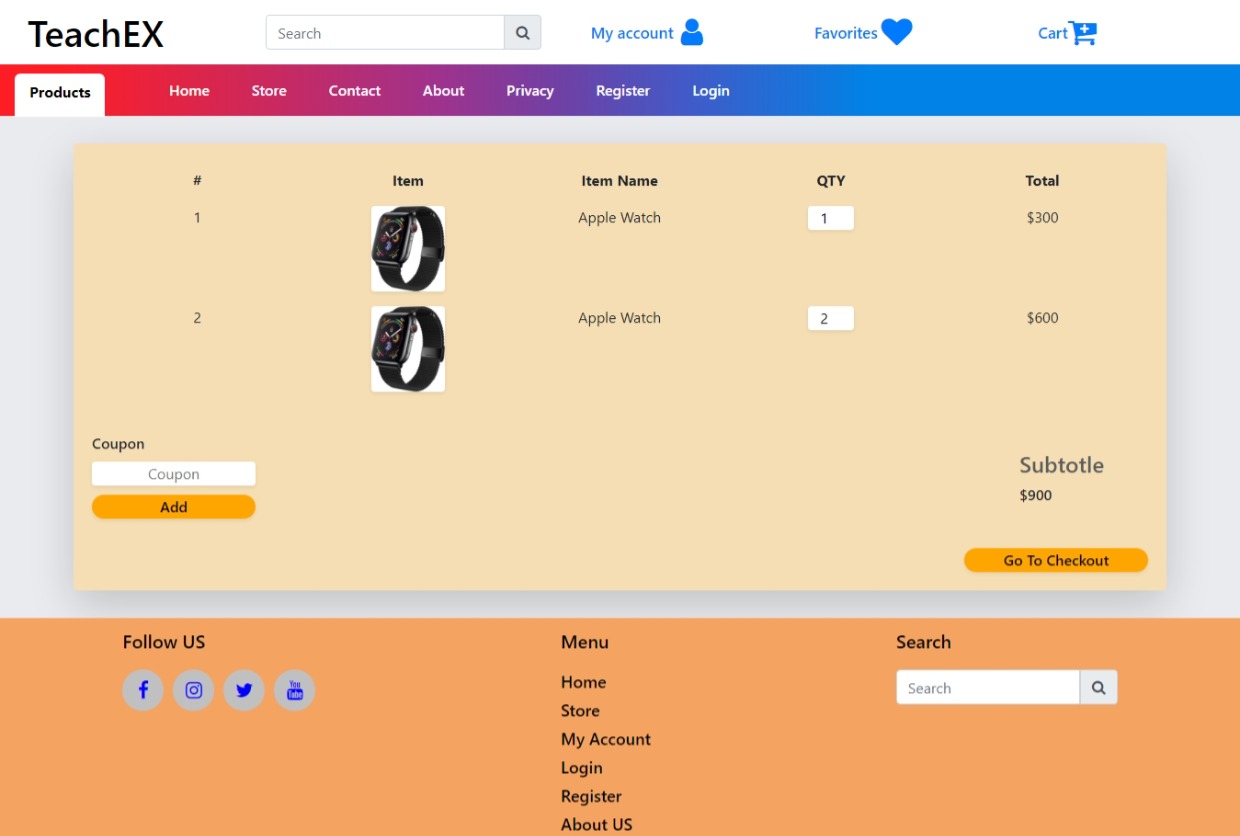 TeachEX
Search
My account
Favorites
Cart
Products
Home
Store
Contact
About
Privacy
Register
Login
# Item Item Name QTY Total
1 Apple Watch 1 $300
2 Apple Watch 2 $600
Coupon
Coupon
Add
Subtotle
$900
Go To Checkout
Follow US
You
Tube
Menu
Home
Store
My Account
Login
Register
About US
Search
Search